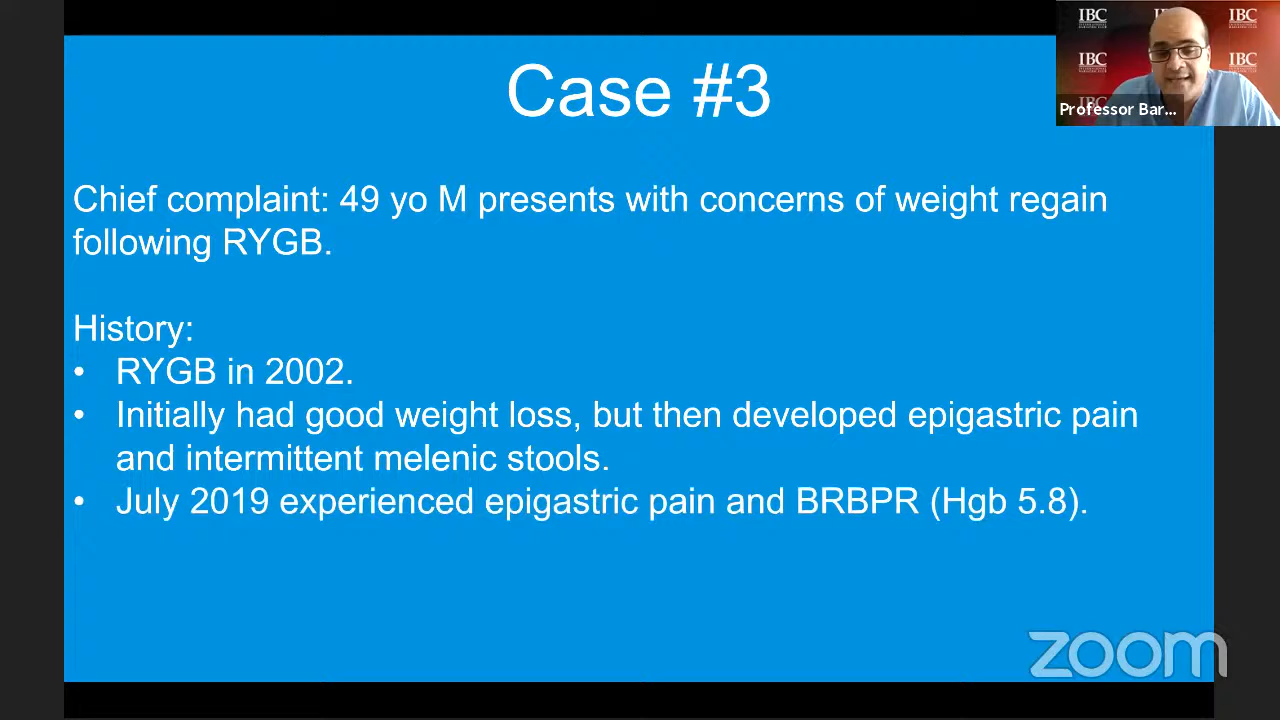 Case #3
IBC
IBC
IBC
IBC
Professor Bar...
Chief complaint: 49 yo M presents with concerns of weight regain
following RYGB.
History:
• RYGB in 2002.
• Initially had good weight loss, but then developed epigastric pain
and intermittent melenic stools.
• July 2019 experienced epigastric pain and BRBPR (Hgb 5.8).
zoom